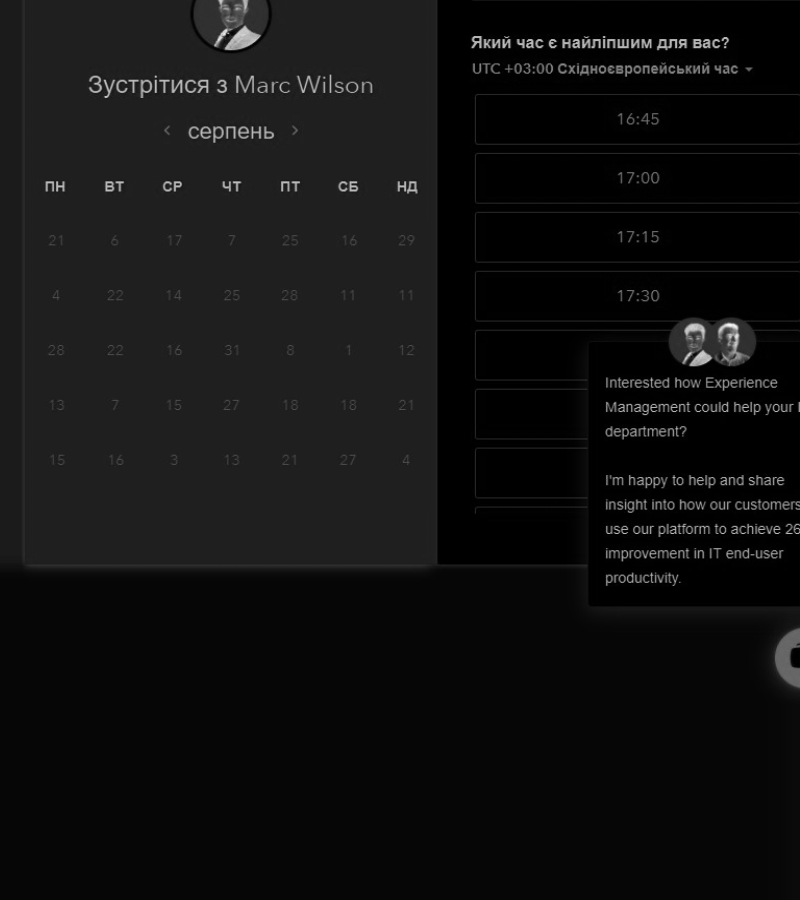 Зустрітися з Marc Wilson
серпень
ПН ВТ СР ЧТ ПТ СБ НД
21 6 17 7 25 16 29
4 22 14 25 28 11 11
28 22 16 31 8 1 12
13 7 15 27 18 18 21
15 16 3 13 21 27 4
Який час є найліпшим для вас?
UTC +03:00 Східноєвропейський час
16:45
17:00
17:15
17:30
Interested how Experience
Management could help your
department?
I'm happy to help and share
insight into how our customers
use our platform to achieve 26
improvement in IT end-user
productivity.